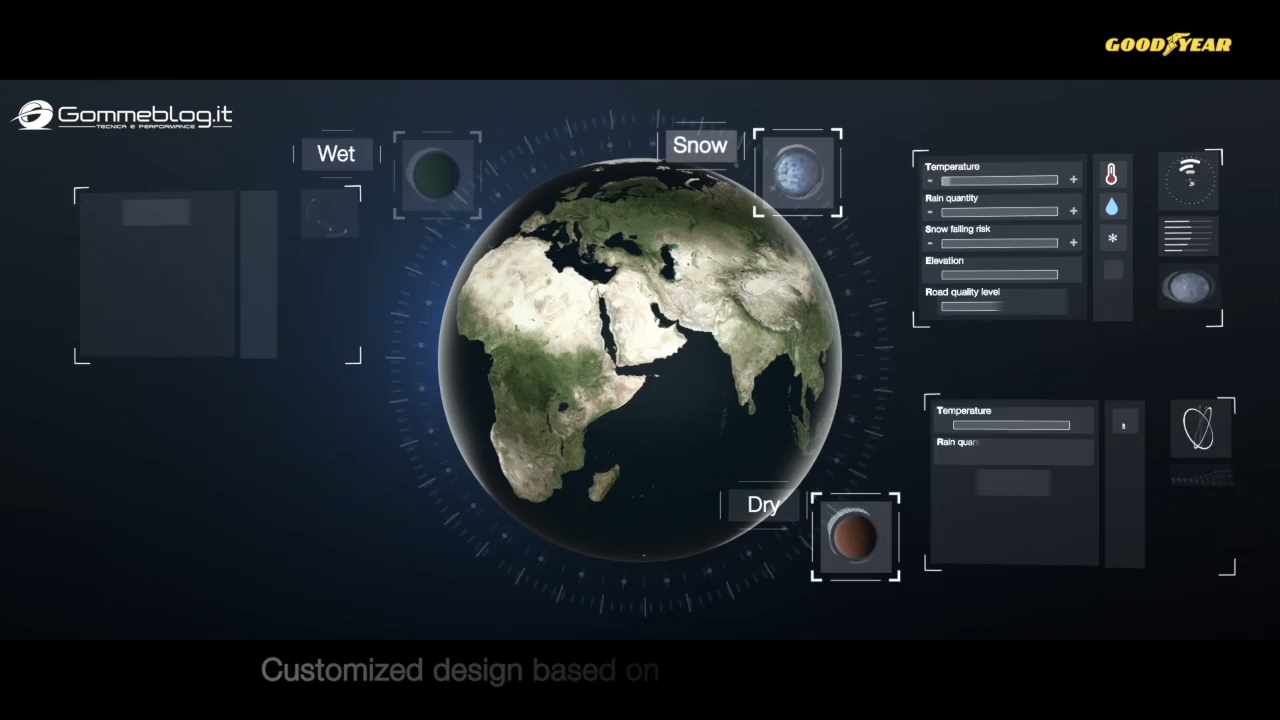 GOODYEAR
Gommeblog.it
TECNICA E PERFORMANCE
Wet
Snow
Temperature
- +
Rain quantity
- +
Snow falling risk
- +
Elevation
Road quality level
Temperature
Rain quan
Dry
Customized design based on